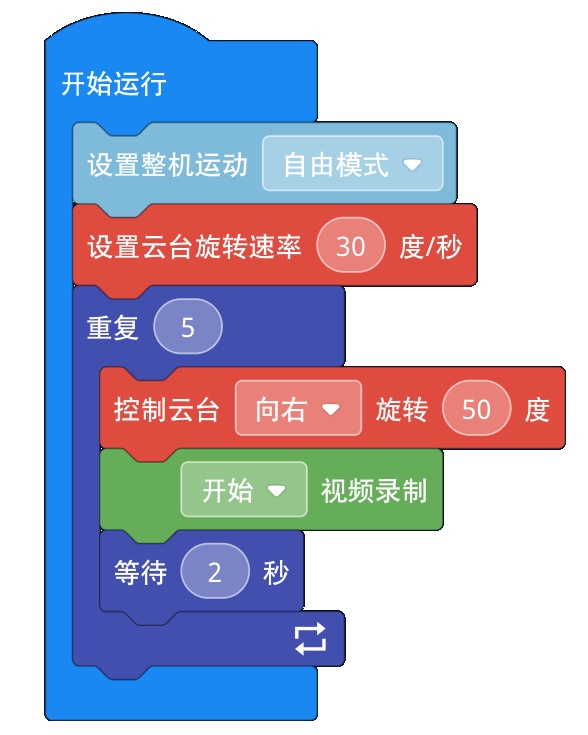 开始运行
设置整机运动 自由模式
设置云台旋转速率 30 度/秒
重复 5
控制云台 向右 旋转 50 度
开始 视频录制
等待 2 秒